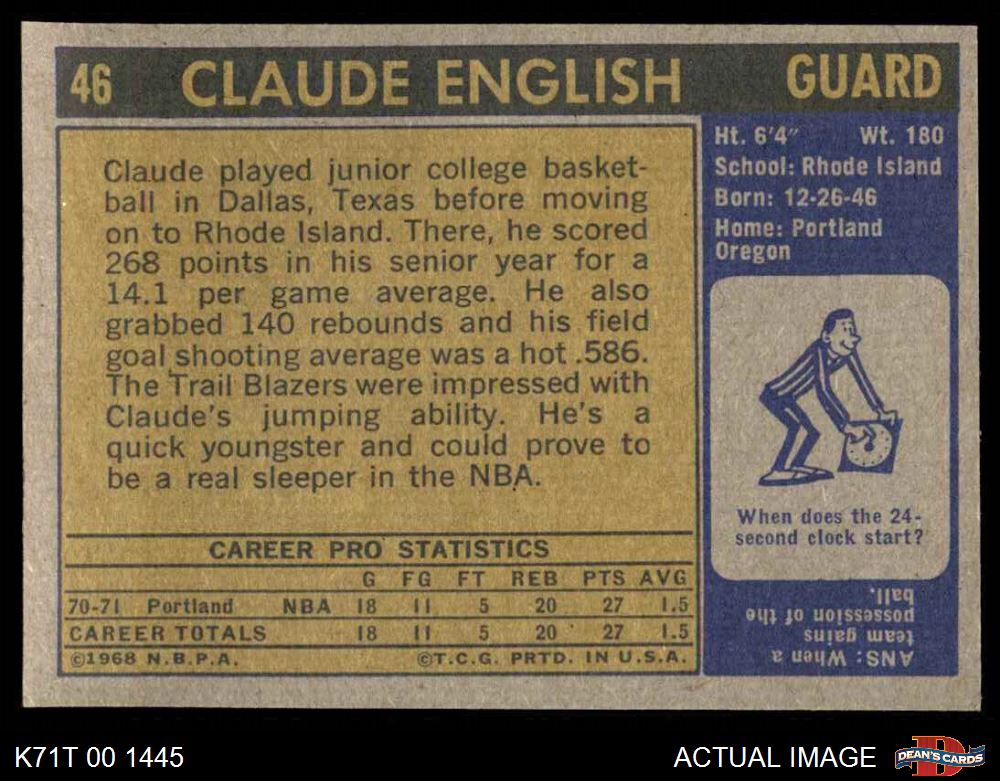 46 CLAUDE ENGLISH GUARD
Claude played junior college basket-
ball in Dallas, Texas before moving
on to Rhode Island. There, he scored
268 points in his senior year for a
14.1 per game average. He also
grabbed 140 rebounds and his field
goal shooting average was a hot .586.
The Trail Blazers were impressed with
Claude's jumping ability. He's a
quick youngster and could prove to
be a real sleeper in the NBA.
CAREER PRO STATISTICS
G FG FT REB PTS AVG
70-71 Portland NBA 18 11 5 20 27 1.5
CAREER TOTALS 18 11 5 20 27 1.5
©1968 N.B.P.A. ©T.C.G. PRTD. IN U.S.A.
Ht. 6'4" Wt. 180
School: Rhode Island
Born: 12-26-46
Home: Portland
Oregon
When does the 24-
second clock start?
ANS: When a
team gains
possession of the
ball.
K71T 00 1445
ACTUAL IMAGE
D
DEAN'S CARDS